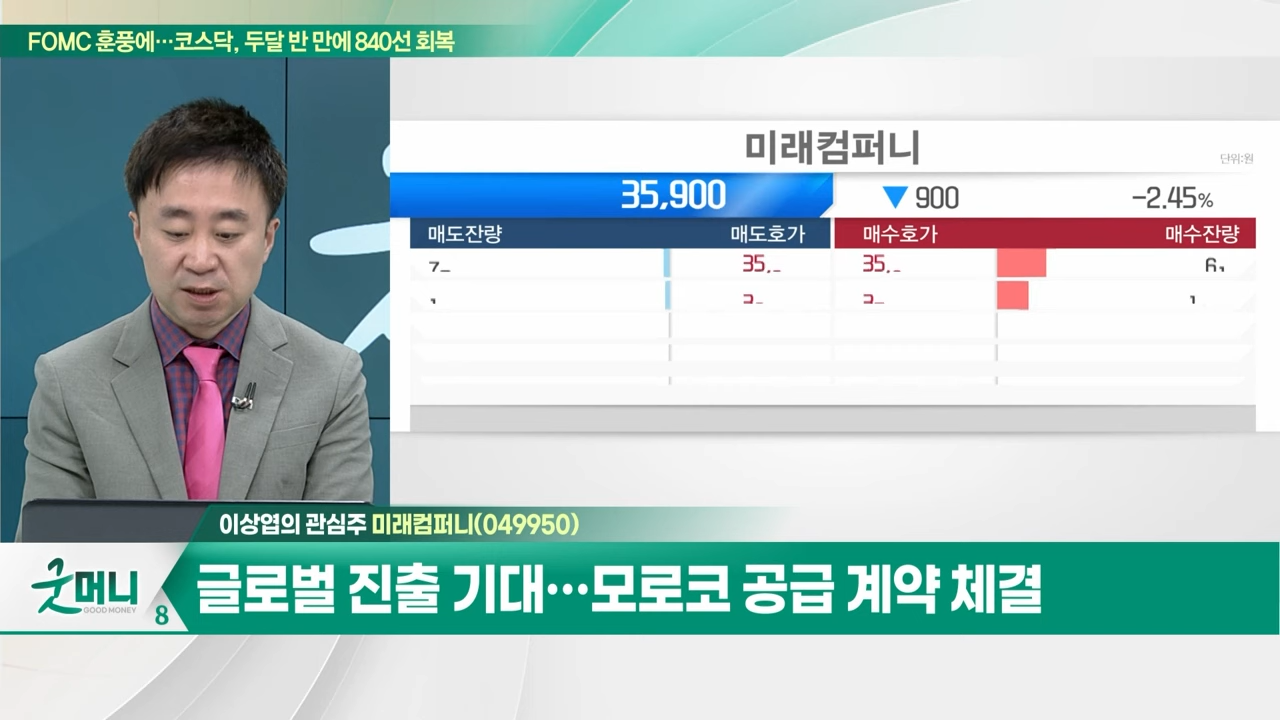 FOMC 훈풍에…코스닥, 두달 반 만에 840선 회복
미래컴퍼니
단위:원
35,900 ▼ 900 -2.45%
매도잔량 매도호가 매수호가 매수잔량
이상엽의 관심주 미래컴퍼니(049950)
굿머니
GOOD MONEY
8
글로벌 진출 기대…모로코 공급 계약 체결